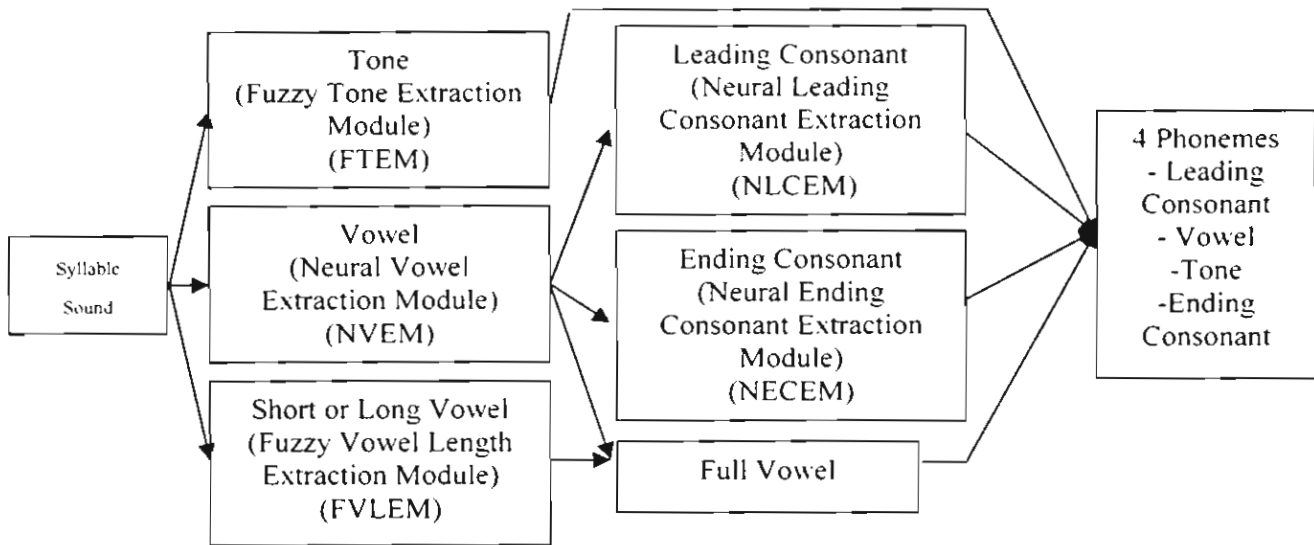 Syllable
Sound
Tone
(Fuzzy Tone Extraction
Module)
(FTEM)
Vowel
(Neural Vowel
Extraction Module)
(NVEM)
Short or Long Vowel
(Fuzzy Vowel Length
Extraction Module)
(FVLEM)
Leading Consonant
(Neural Leading
Consonant Extraction
Module)
(NLCEM)
Ending Consonant
(Neural Ending
Consonant Extraction
Module)
(NECEM)
Full Vowel
4 Phonemes
- Leading
Consonant
- Vowel
-Tone
-Ending
Consonant